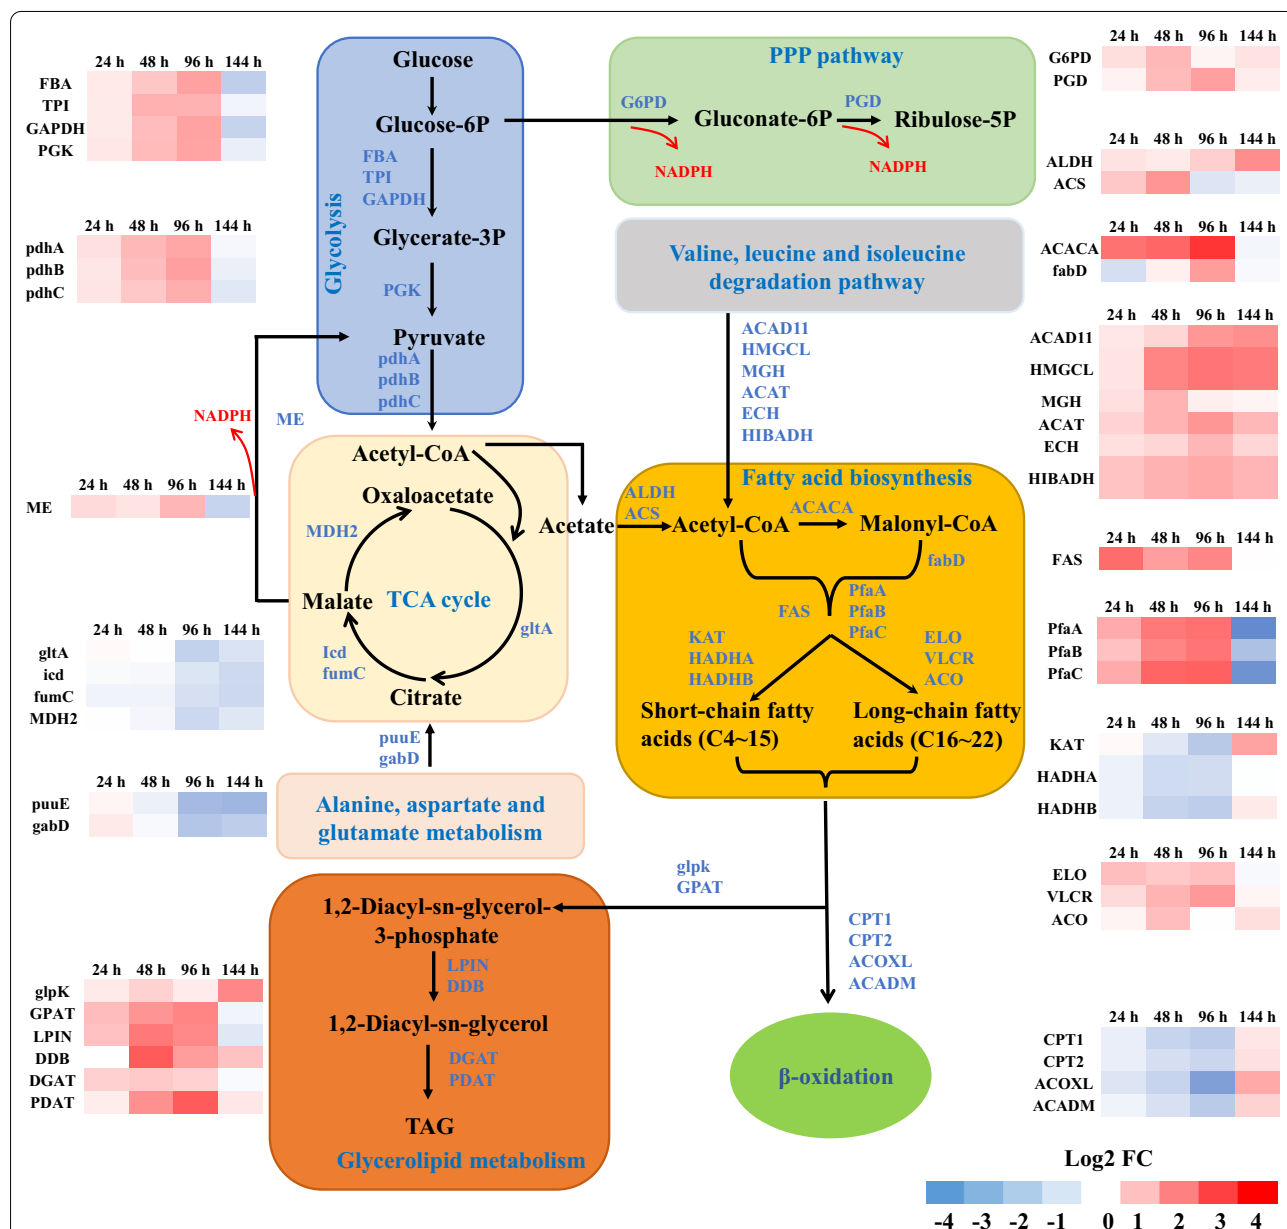 24 h 48 h 96 h 144 h
FBA
TPI
GAPDH
PGK
24 h 48 h 96 h 144 h
pdhA
pdhB
pdhC
24 h 48 h 96 h 144 h
ME
24 h 48 h 96 h 144 h
gltA
icd
fumC
MDH2
24 h 48 h 96 h 144 h
puuE
gabD
24 h 48 h 96 h 144 h
glpK
GPAT
LPIN
DDB
DGAT
PDAT
Glycolysis
Glucose
Glucose-6P
FBA
TPI
GAPDH
Glycerate-3P
PGK
Pyruvate
pdhA
pdhB
pdhC
NADPH
ME
Acetyl-CoA
Oxaloacetate
MDH2
Malate
TCA cycle
gltA
Icd
fumC
Citrate
Acetate
puuE
gabD
Alanine, aspartate and
glutamate metabolism
PPP pathway
G6PD
PGD
Gluconate-6P
Ribulose-5P
NADPH
NADPH
Valine, leucine and isoleucine
degradation pathway
ACAD11
HMGCL
MGH
ACAT
ECH
HIBADH
Fatty acid biosynthesis
ALDH
ACS
Acetyl-CoA
ACACA
Malonyl-CoA
fabD
FAS
PfaA
PfaB
PfaC
KAT
HADHA
HADHB
ELO
VLCR
ACO
Short-chain fatty
acids (C4~15)
Long-chain fatty
acids (C16~22)
glpk
GPAT
1,2-Diacyl-sn-glycerol-
3-phosphate
LPIN
DDB
1,2-Diacyl-sn-glycerol
DGAT
PDAT
TAG
Glycerolipid metabolism
CPT1
CPT2
ACOXL
ACADM
β-oxidation
24 h 48 h 96 h 144 h
G6PD
PGD
24 h 48 h 96 h 144 h
ALDH
ACS
24 h 48 h 96 h 144 h
ACACA
fabD
24 h 48 h 96 h 144 h
ACAD11
HMGCL
MGH
ACAT
ECH
HIBADH
24 h 48 h 96 h 144 h
FAS
24 h 48 h 96 h 144 h
PfaA
PfaB
PfaC
24 h 48 h 96 h 144 h
KAT
HADHA
HADHB
24 h 48 h 96 h 144 h
ELO
VLCR
ACO
24 h 48 h 96 h 144 h
CPT1
CPT2
ACOXL
ACADM
Log2 FC
-4 -3 -2 -1 0 1 2 3 4